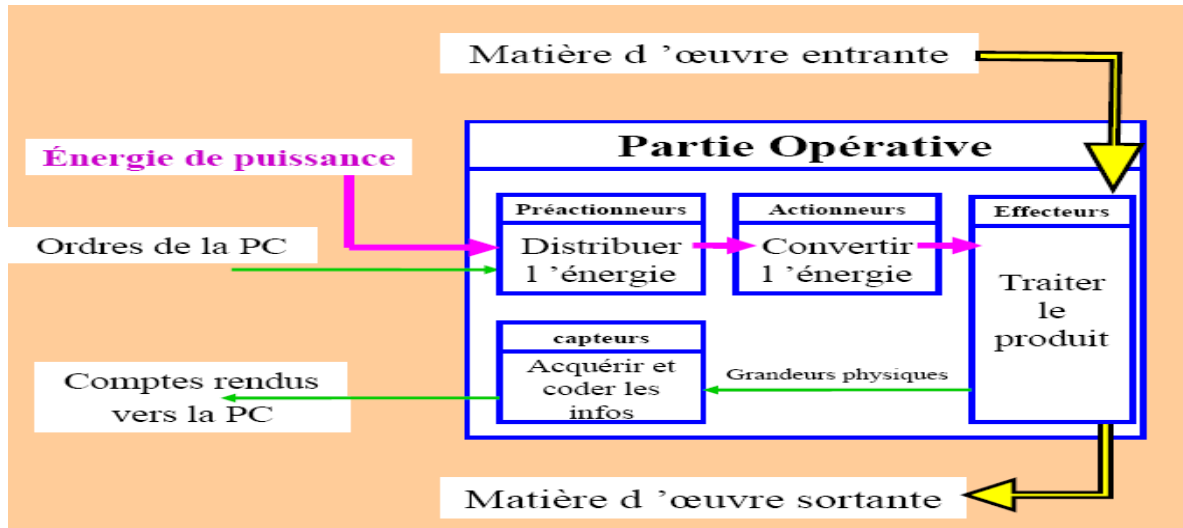 Matière d ’œuvre entrante
Partie Opérative
Énergie de puissance
Préactionneurs
Actionneurs
Effecteurs
Ordres de la PC
Distribuer
l ’énergie
Convertir
l ’énergie
Traiter
le
produit
capteurs
Acquérir et
coder les
infos
Grandeurs physiques
Comptes rendus
vers la PC
Matière d ’œuvre sortante